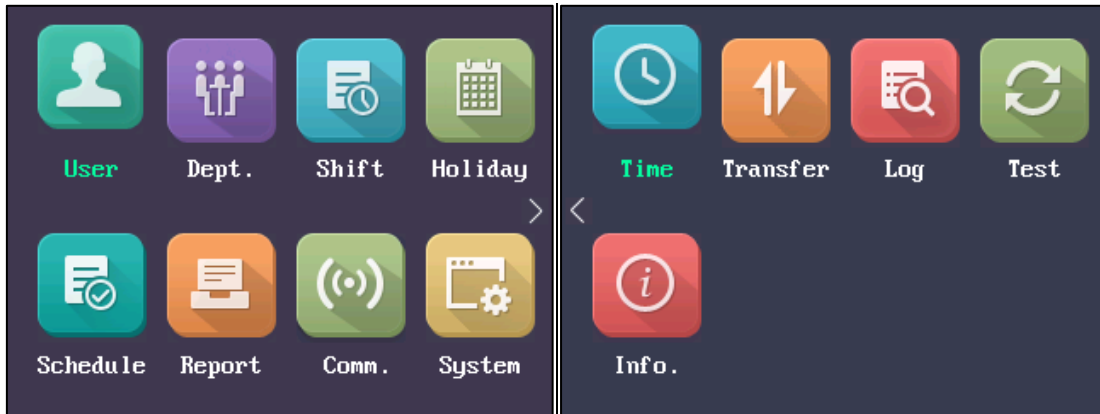 User Dept. Shift Holiday
Schedule Report Comm. System
Time Transfer Log Test
Info.